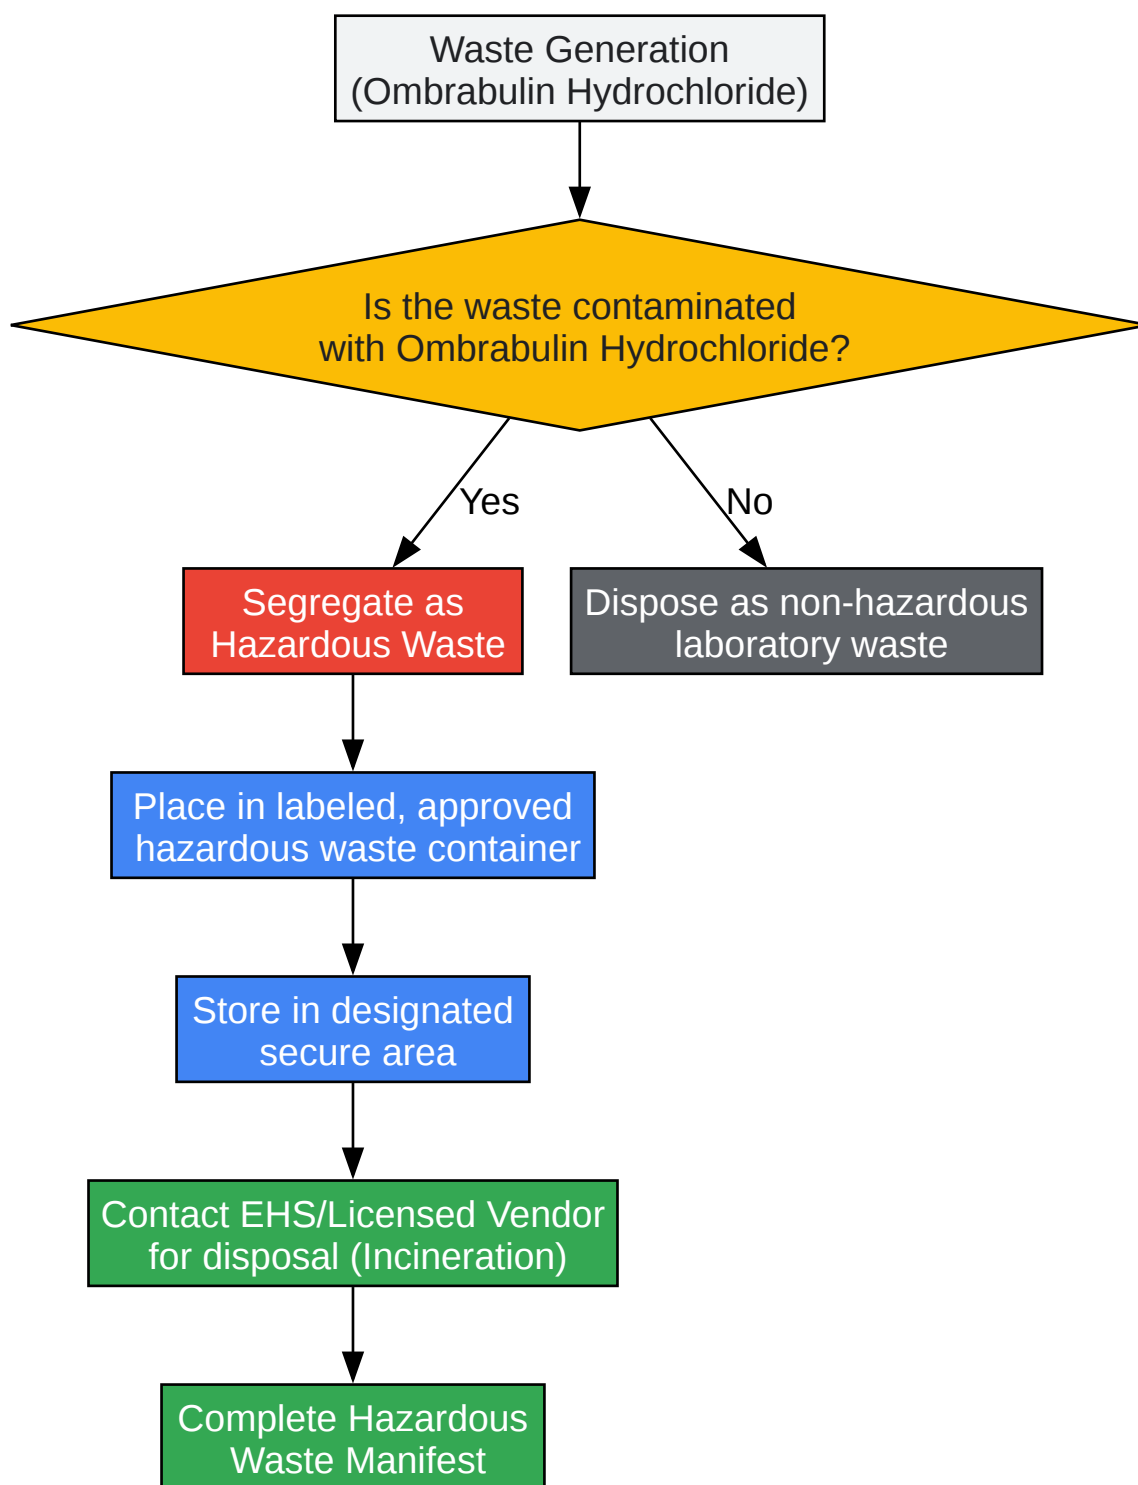 Waste Generation
(Ombrabulin Hydrochloride)
Is the waste contaminated
with Ombrabulin Hydrochloride?
Yes
No
Segregate as
Hazardous Waste
Dispose as non-hazardous
laboratory waste
Place in labeled, approved
hazardous waste container
Store in designated
secure area
Contact EHS/Licensed Vendor
for disposal (Incineration)
Complete Hazardous
Waste Manifest